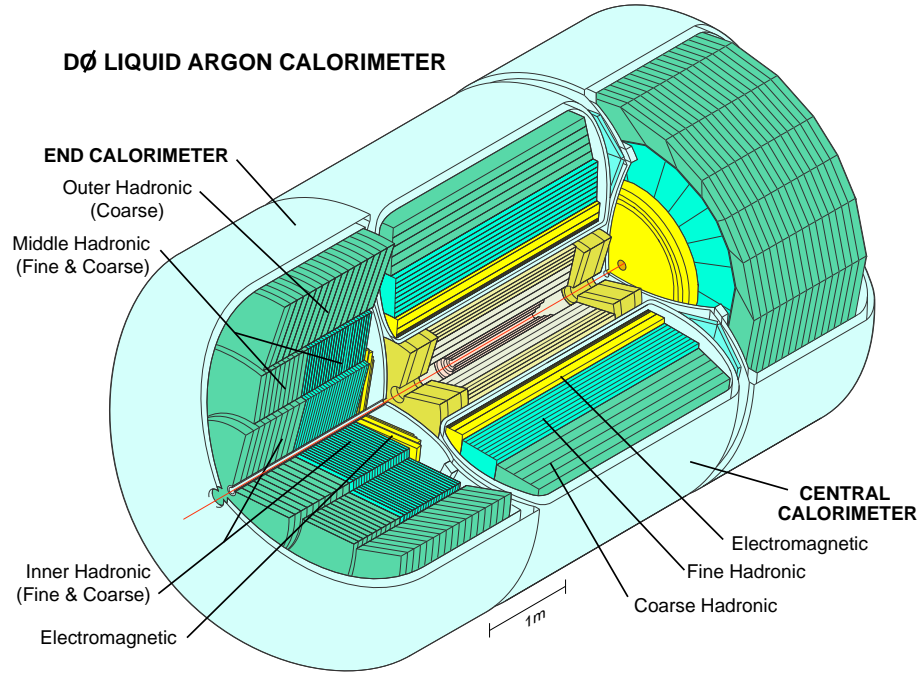 DØ LIQUID ARGON CALORIMETER
END CALORIMETER
Outer Hadronic
(Coarse)
Middle Hadronic
(Fine & Coarse)
Inner Hadronic
(Fine & Coarse)
Electromagnetic
1m
CENTRAL
CALORIMETER
Electromagnetic
Fine Hadronic
Coarse Hadronic